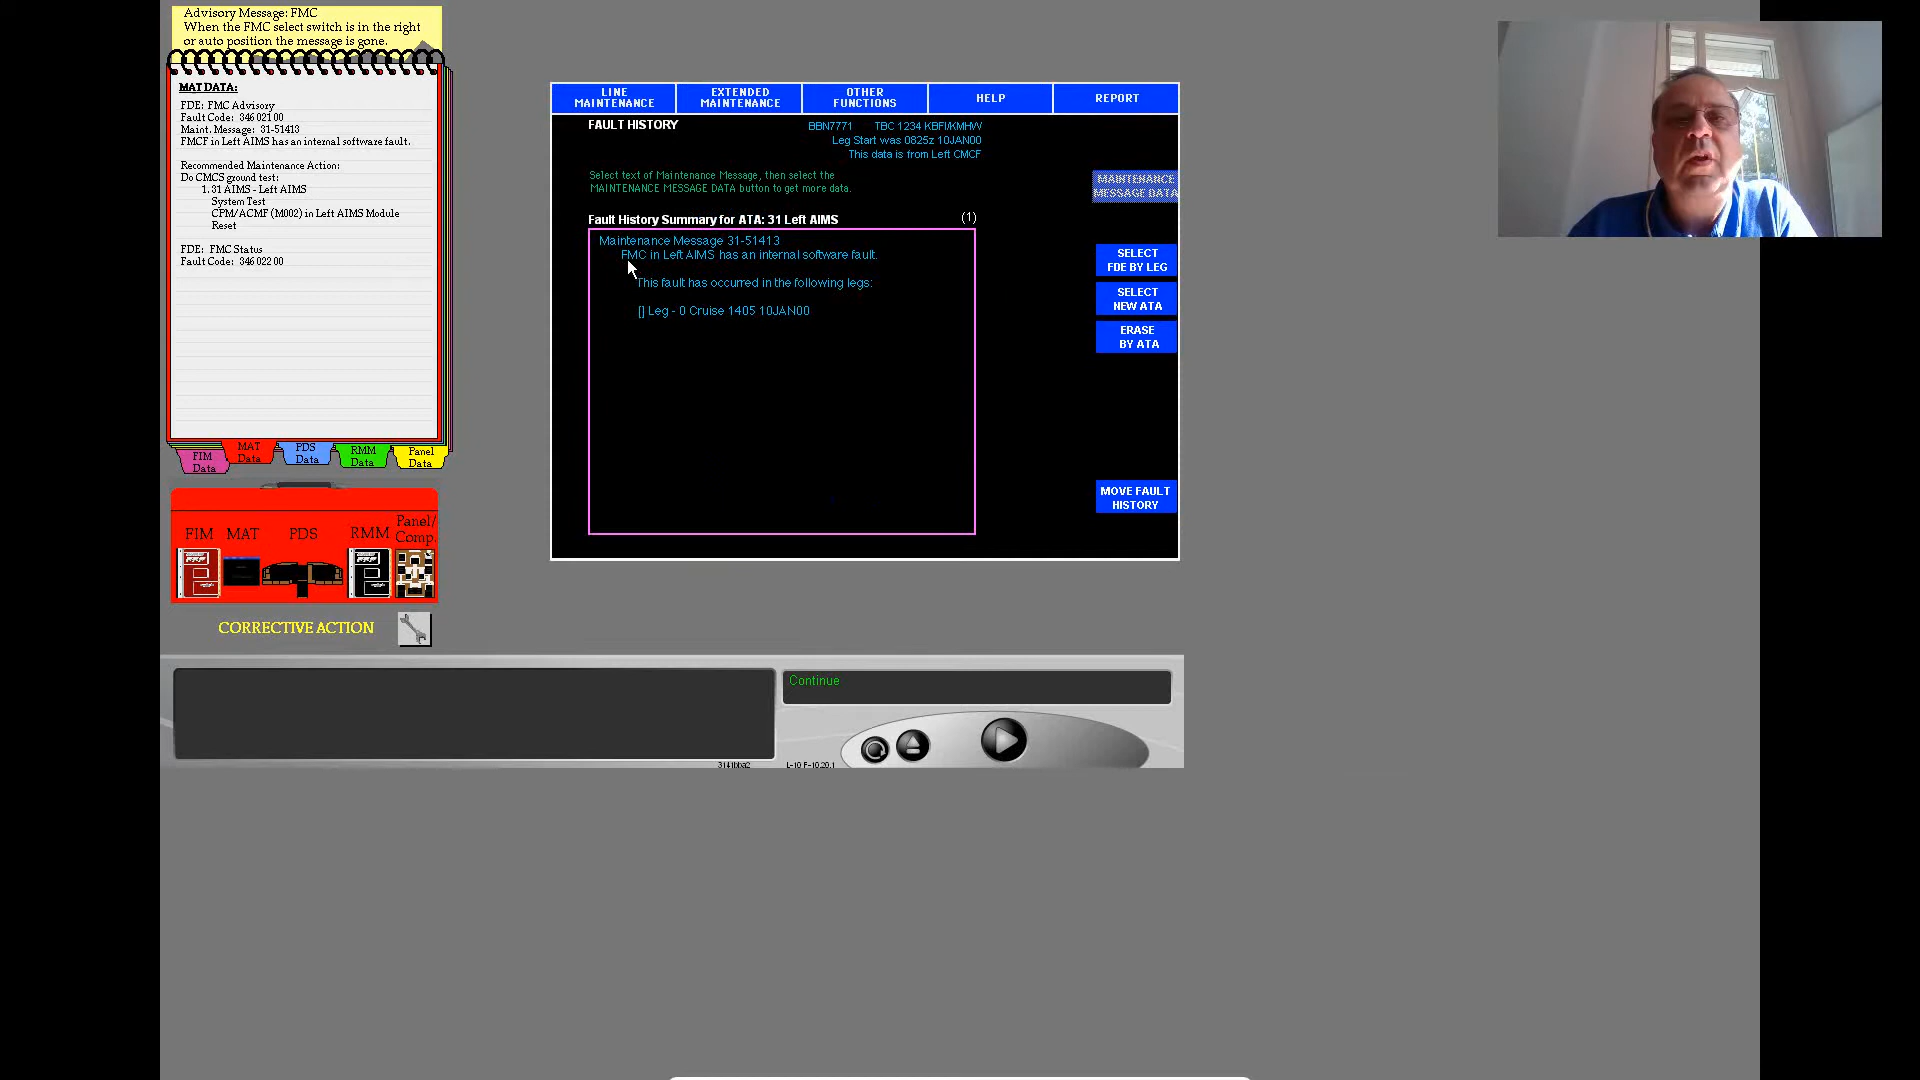 Advisory Message: FMC
When the FMC select switch is in the right
or auto position the message is gone.
MAT DATA:
FDE: FMC Advisory
Fault Code: 346 021 00
Maint. Message: 31-51413
FMCF in Left AIMS has an internal software fault.
Recommended Maintenance Action:
Do CMCS ground test:
1. 31 AIMS - Left AIMS
System Test
CPM/ACMF (M002) in Left AIMS Module
Reset
FDE: FMC Status
Fault Code: 346 022 00
FIM
Data
MAT
Data
PDS
Data
RMM
Data
Panel
Data
FIM
MAT
PDS
RMM
Panel/
Comp.
CORRECTIVE ACTION
LINE
MAINTENANCE
EXTENDED
MAINTENANCE
OTHER
FUNCTIONS
HELP
REPORT
FAULT HISTORY
BBN7771 TBC 1234 KBFI/KMHW
Leg Start was 0825z 10JAN00
This data is from Left CMCF
Select text of Maintenance Message, then select the
MAINTENANCE MESSAGE DATA button to get more data.
MAINTENANCE
MESSAGE DATA
Fault History Summary for ATA: 31 Left AIMS (1)
Maintenance Message 31-51413
FMC in Left AIMS has an internal software fault.
This fault has occurred in the following legs:
[] Leg - 0 Cruise 1405 10JAN00
SELECT
FDE BY LEG
SELECT
NEW ATA
ERASE
BY ATA
MOVE FAULT
HISTORY
Continue
3141bba2
L-10 F-10.20.1